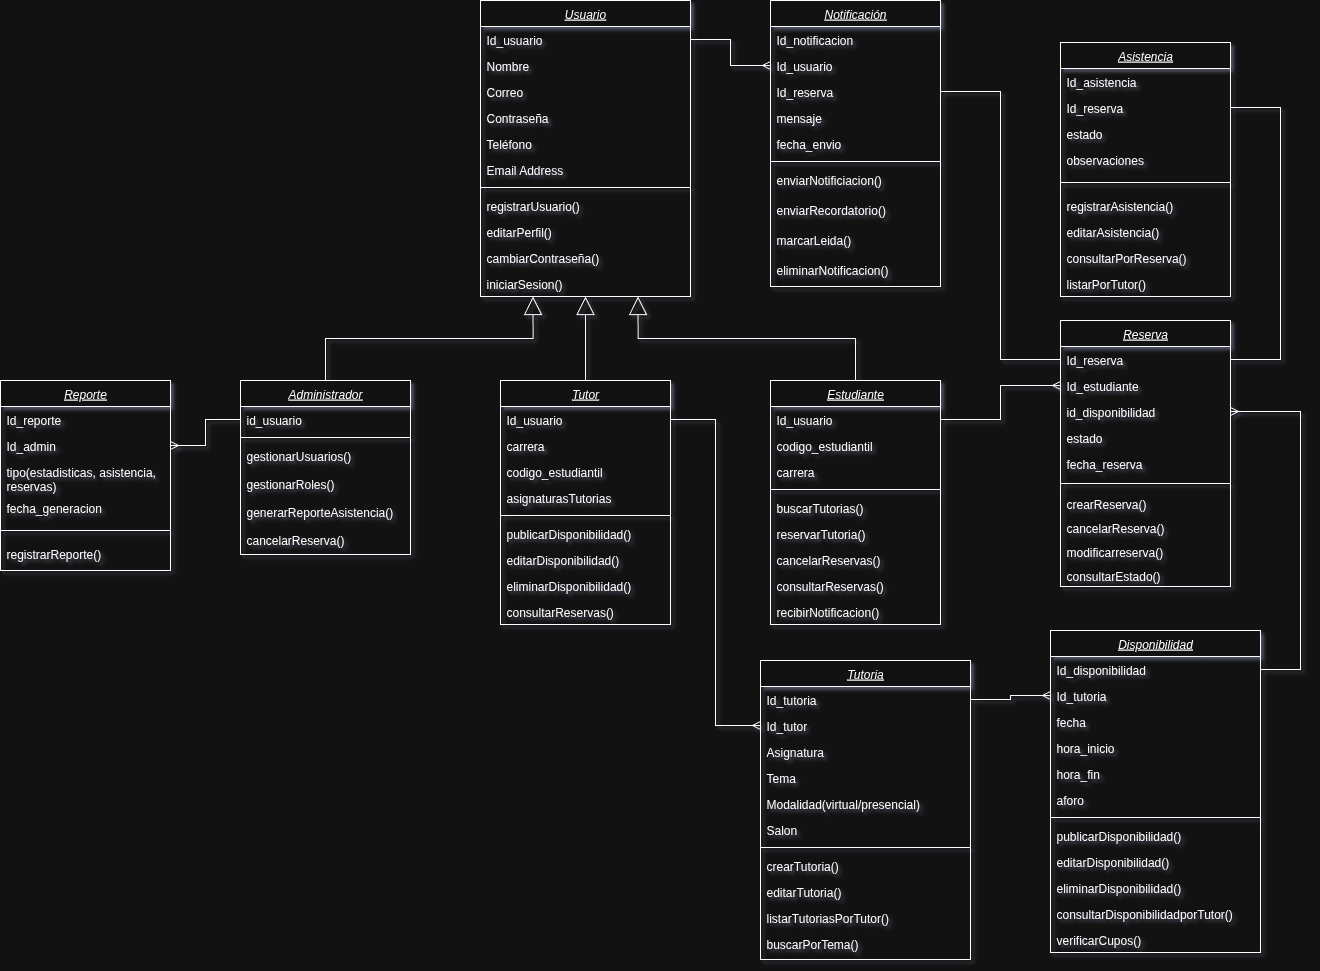 Usuario
Id_usuario
Nombre
Correo
Contraseña
Teléfono
Email Address
registrarUsuario()
editarPerfil()
cambiarContraseña()
iniciarSesion()
Notificación
Id_notificacion
Id_usuario
Id_reserva
mensaje
fecha_envio
enviarNotificiacion()
enviarRecordatorio()
marcarLeida()
eliminarNotificacion()
Asistencia
Id_asistencia
Id_reserva
estado
observaciones
registrarAsistencia()
editarAsistencia()
consultarPorReserva()
listarPorTutor()
Reporte
Id_reporte
Id_admin
tipo(estadisticas, asistencia,
reservas)
fecha_generacion
registrarReporte()
Administrador
id_usuario
gestionarUsuarios()
gestionarRoles()
generarReporteAsistencia()
cancelarReserva()
Tutor
Id_usuario
carrera
codigo_estudiantil
asignaturasTutorias
publicarDisponibilidad()
editarDisponibilidad()
eliminarDisponibilidad()
consultarReservas()
Estudiante
Id_usuario
codigo_estudiantil
carrera
buscarTutorias()
reservarTutoria()
cancelarReservas()
consultarReservas()
recibirNotificacion()
Reserva
Id_reserva
Id_estudiante
id_disponibilidad
estado
fecha_reserva
crearReserva()
cancelarReserva()
modificarreserva()
consultarEstado()
Tutoria
Id_tutoria
Id_tutor
Asignatura
Tema
Modalidad(virtual/presencial)
Salon
crearTutoria()
editarTutoria()
listarTutoriasPorTutor()
buscarPorTema()
Disponibilidad
Id_disponibilidad
Id_tutoria
fecha
hora_inicio
hora_fin
aforo
publicarDisponibilidad()
editarDisponibilidad()
eliminarDisponibilidad()
consultarDisponibilidadporTutor()
verificarCupos()